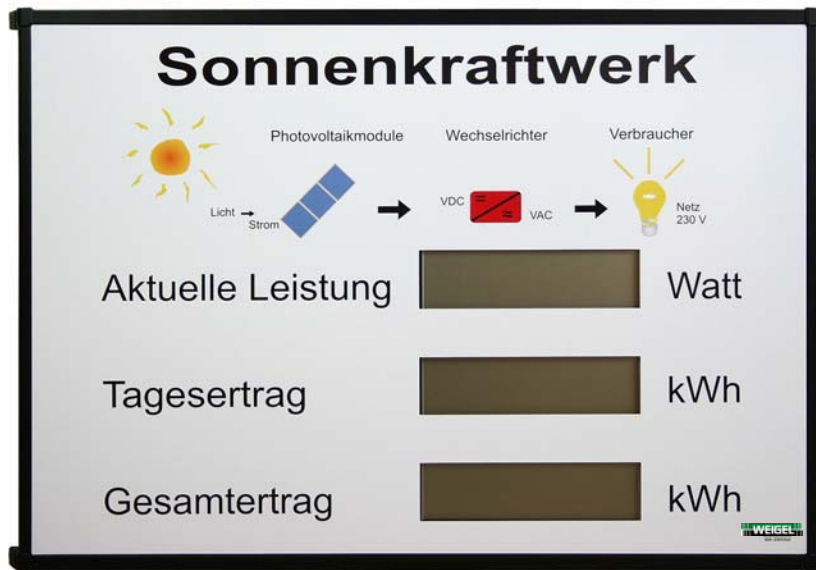 Sonnenkraftwerk
Photovoltaikmodule Wechselrichter Verbraucher
Licht Strom
VDC VAC
Netz
230 V
Aktuelle Leistung Watt
Tagesertrag kWh
Gesamtertrag kWh
WEIGEL